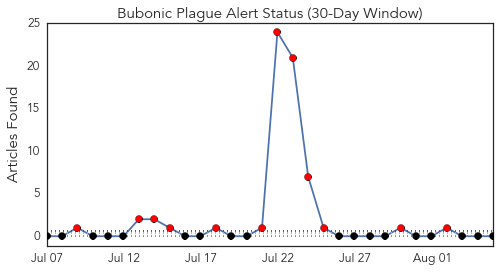 Bubonic Plague Alert Status (30-Day Window)
Articles Found
25
20
15
10
5
0
Jul 07 Jul 12 Jul 17 Jul 22 Jul 27 Aug 01